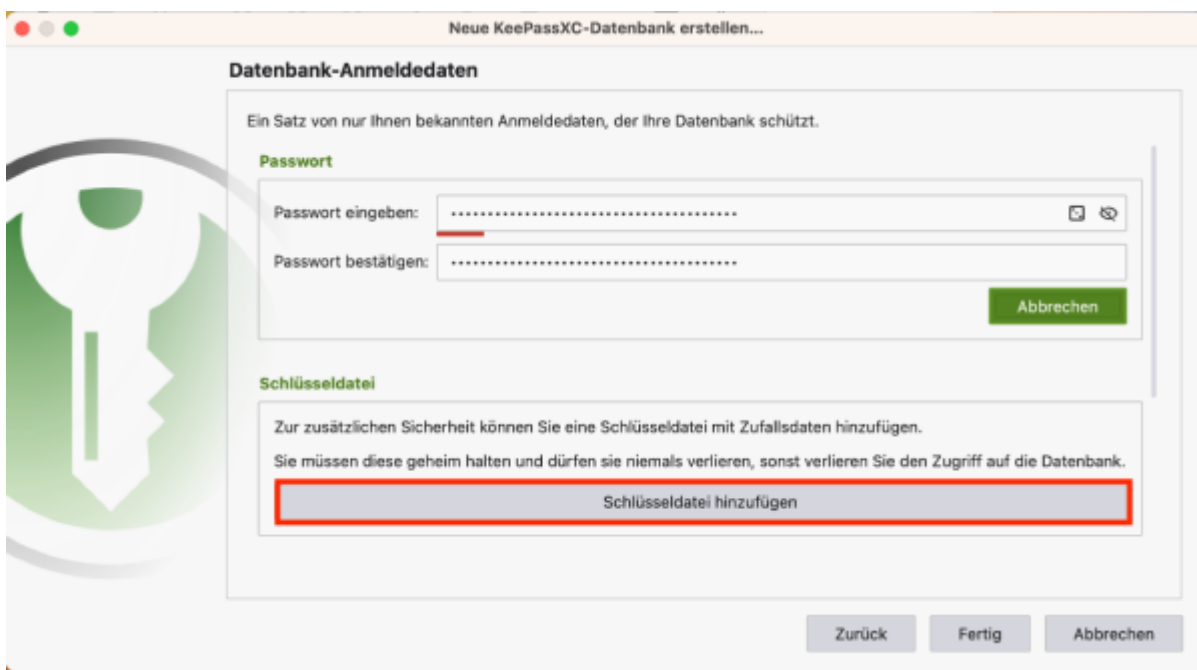 Neue KeePassXC-Datenbank erstellen...
Datenbank-Anmeldedaten
Ein Satz von nur Ihnen bekannten Anmeldedaten, der Ihre Datenbank schützt.
Passwort
Passwort eingeben:
Passwort bestätigen:
Abbrechen
Schlüsseldatei
Zur zusätzlichen Sicherheit können Sie eine Schlüsseldatei mit Zufallsdaten hinzufügen.
Sie müssen diese geheim halten und dürfen sie niemals verlieren, sonst verlieren Sie den Zugriff auf die Datenbank.
Schlüsseldatei hinzufügen
Zurück Fertig Abbrechen